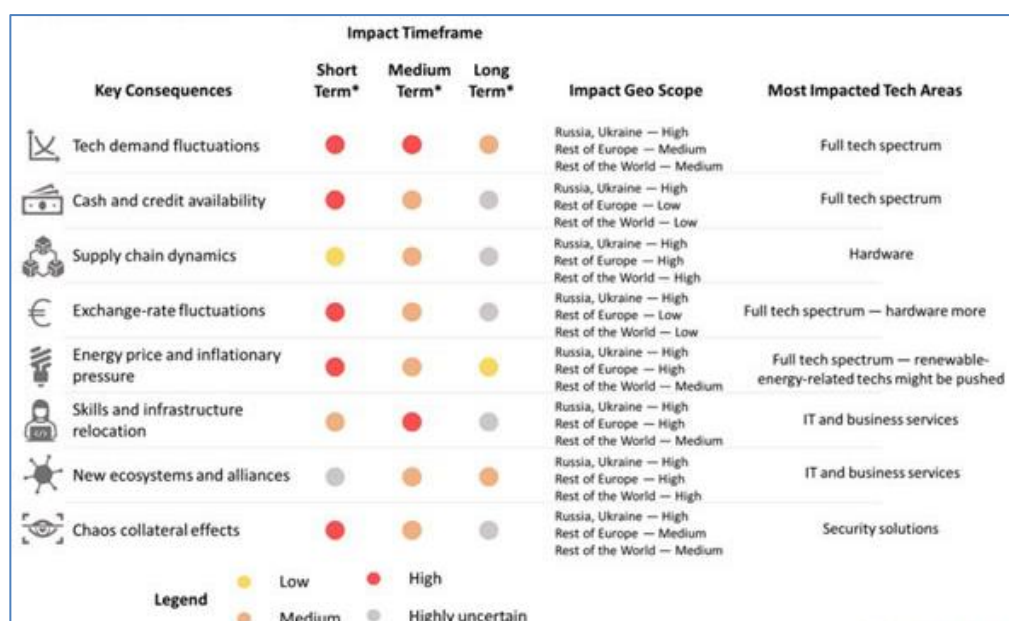 Impact Timeframe
Key Consequences
Short Term*
Medium Term*
Long Term*
Impact Geo Scope
Most Impacted Tech Areas
Tech demand fluctuations
Russia, Ukraine — High
Rest of Europe — Medium
Rest of the World — Medium
Full tech spectrum
Cash and credit availability
Russia, Ukraine — High
Rest of Europe — Low
Rest of the World — Low
Full tech spectrum
Supply chain dynamics
Russia, Ukraine — High
Rest of Europe — High
Rest of the World — High
Hardware
€
Exchange-rate fluctuations
Russia, Ukraine — High
Rest of Europe — Low
Rest of the World — Low
Full tech spectrum — hardware more
Energy price and inflationary
pressure
Russia, Ukraine — High
Rest of Europe — High
Rest of the World — Medium
Full tech spectrum — renewable-
energy-related techs might be pushed
Skills and infrastructure
relocation
Russia, Ukraine — High
Rest of Europe — High
Rest of the World — Medium
IT and business services
New ecosystems and alliances
Russia, Ukraine — High
Rest of Europe — High
Rest of the World — High
IT and business services
Chaos collateral effects
Russia, Ukraine — High
Rest of Europe — Medium
Rest of the World — Medium
Security solutions
Legend
Low
High
Medium
Highly uncertain